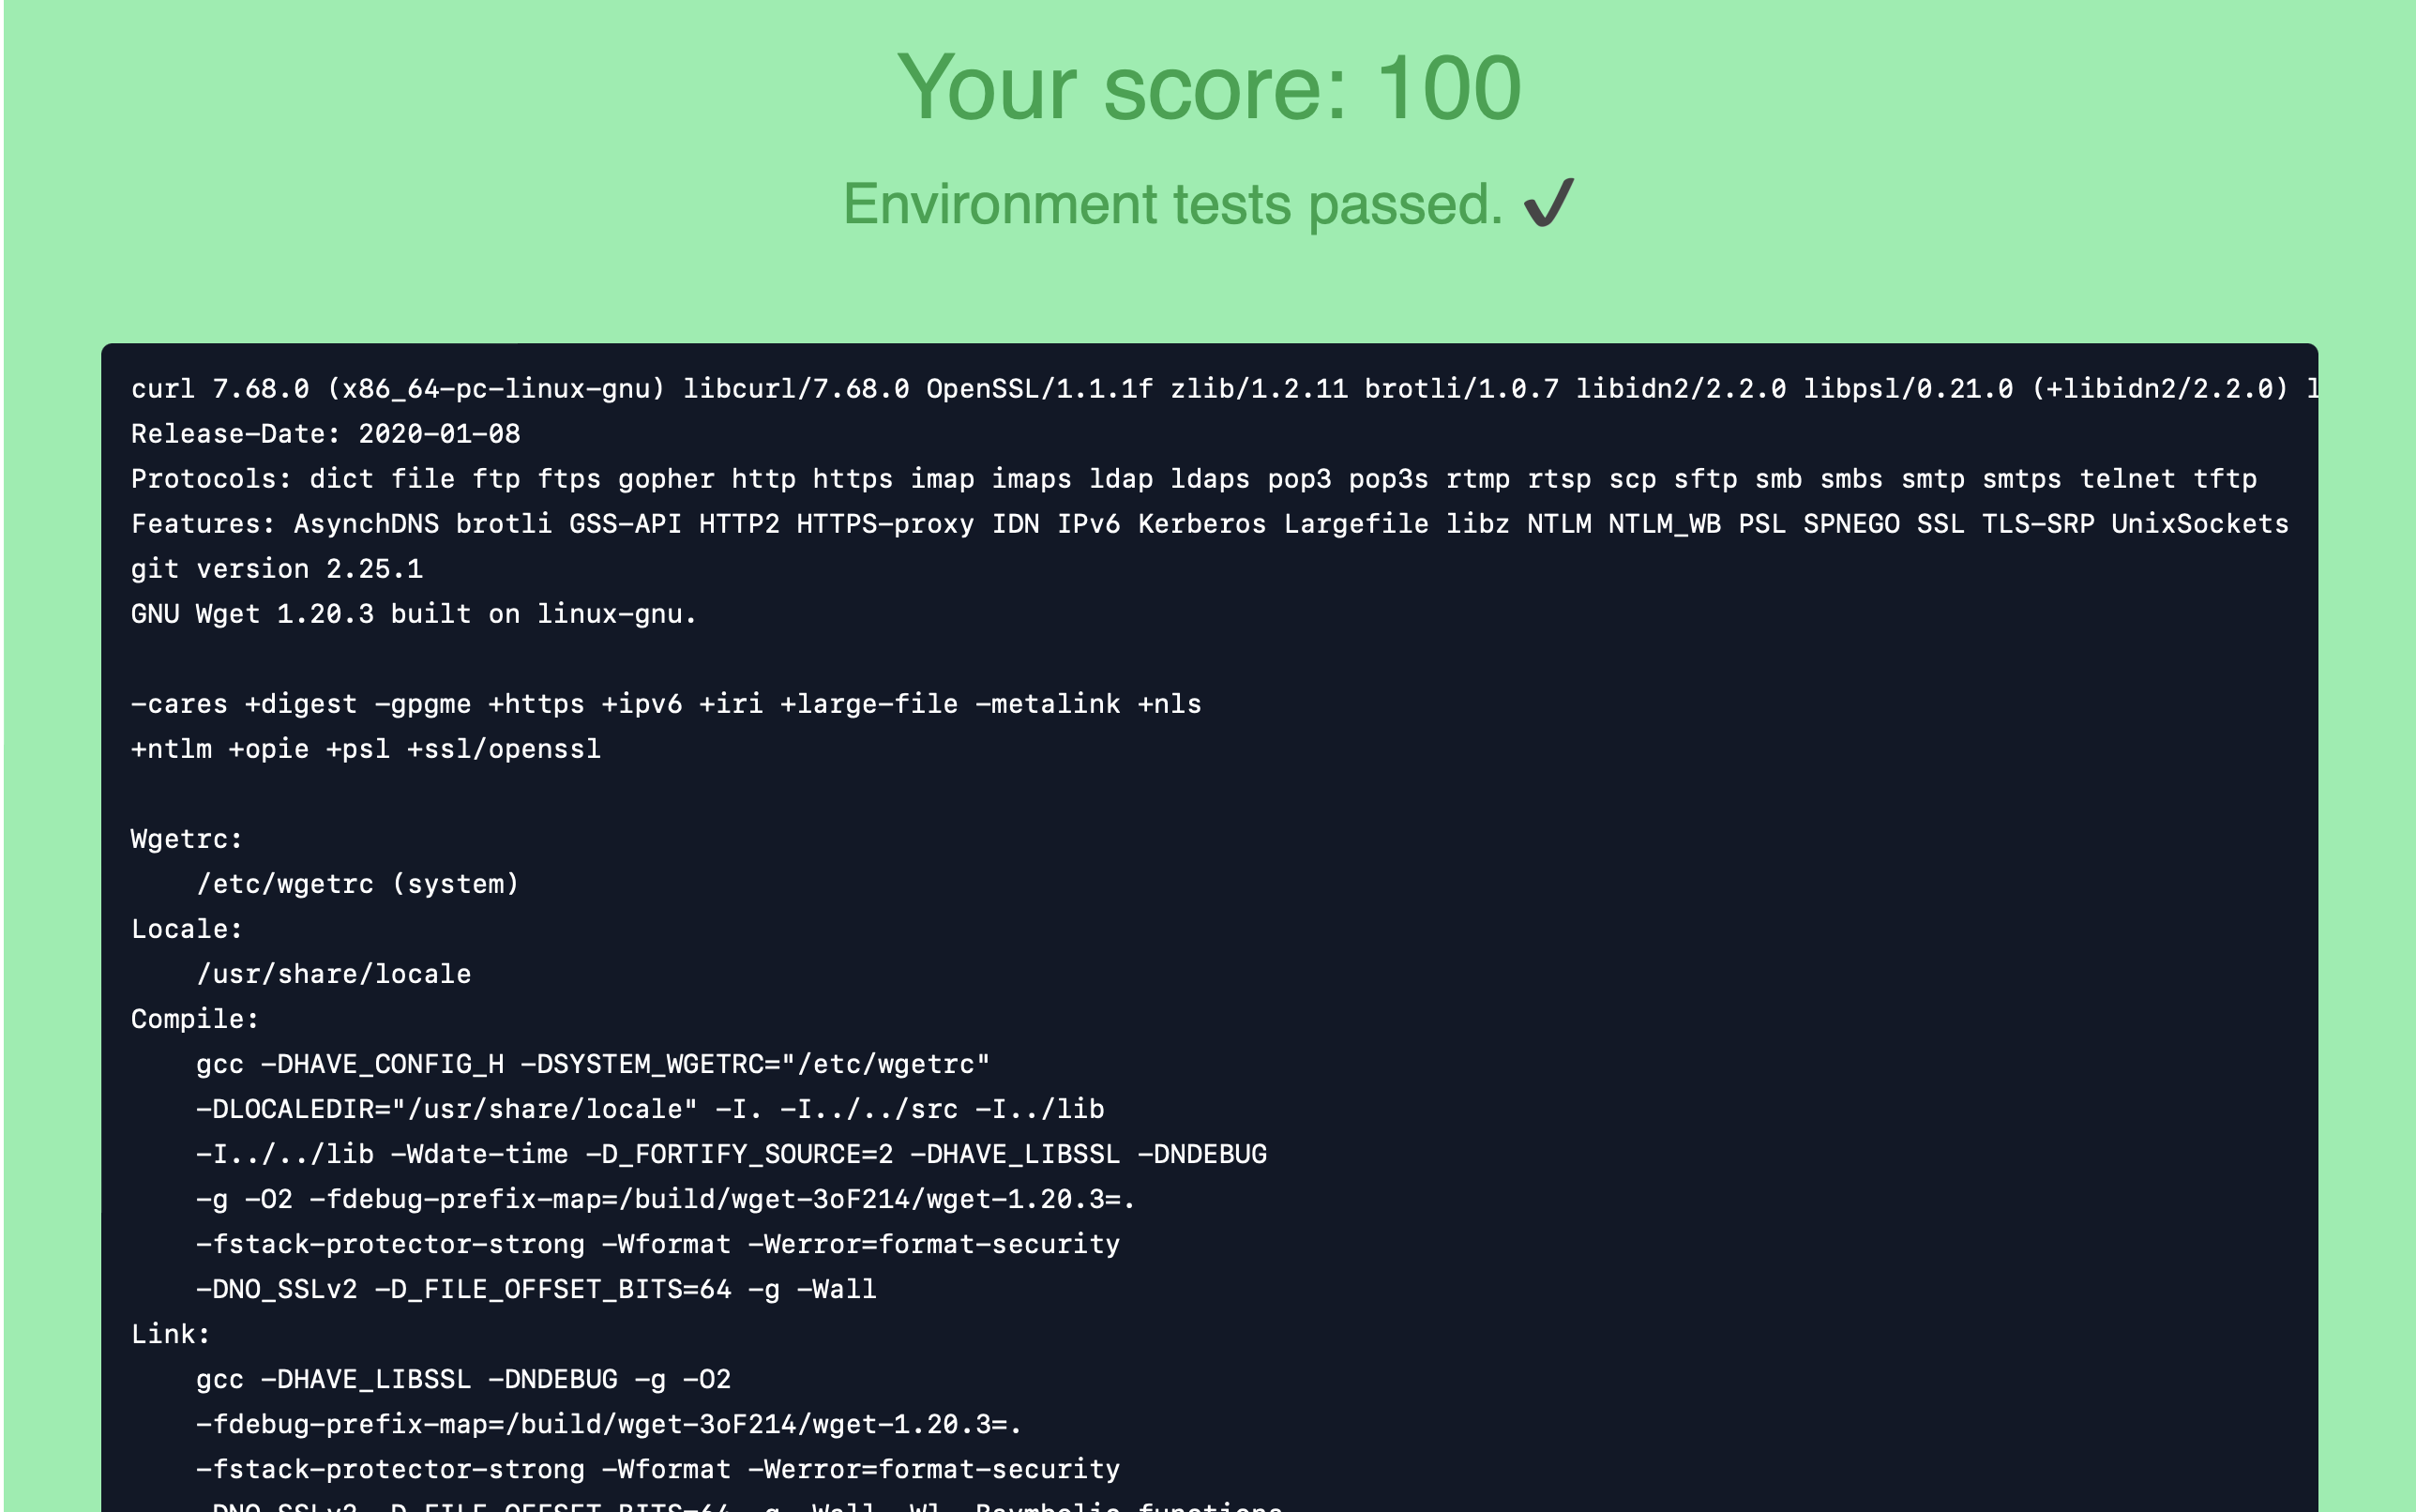 Your score: 100
Environment tests passed. ✔
curl 7.68.0 (x86_64-pc-linux-gnu) libcurl/7.68.0 OpenSSL/1.1.1f zlib/1.2.11 brotli/1.0.7 libidn2/2.2.0 libpsl/0.21.0 (+libidn2/2.2.0) l
Release-Date: 2020-01-08
Protocols: dict file ftp ftps gopher http https imap imaps ldap ldaps pop3 pop3s rtmp rtsp scp sftp smb smbs smtp smtps telnet tftp
Features: AsynchDNS brotli GSS-API HTTP2 HTTPS-proxy IDN IPv6 Kerberos Largefile libz NTLM NTLM_WB PSL SPNEGO SSL TLS-SRP UnixSockets
git version 2.25.1
GNU Wget 1.20.3 built on linux-gnu.

-cares +digest -gpgme +https +ipv6 +iri +large-file -metalink +nls
+ntlm +opie +psl +ssl/openssl

Wgetrc:
    /etc/wgetrc (system)
Locale:
    /usr/share/locale
Compile:
    gcc -DHAVE_CONFIG_H -DSYSTEM_WGETRC="/etc/wgetrc"
    -DLOCALEDIR="/usr/share/locale" -I. -I../../src -I../lib
    -I../../lib -Wdate-time -D_FORTIFY_SOURCE=2 -DHAVE_LIBSSL -DNDEBUG
    -g -O2 -fdebug-prefix-map=/build/wget-3oF214/wget-1.20.3=.
    -fstack-protector-strong -Wformat -Werror=format-security
    -DNO_SSLv2 -D_FILE_OFFSET_BITS=64 -g -Wall
Link:
    gcc -DHAVE_LIBSSL -DNDEBUG -g -O2
    -fdebug-prefix-map=/build/wget-3oF214/wget-1.20.3=.
    -fstack-protector-strong -Wformat -Werror=format-security
    -DNO_SSLv2 -D_FILE_OFFSET_BITS=64 -g -Wall -Wl,-Bsymbolic-functions